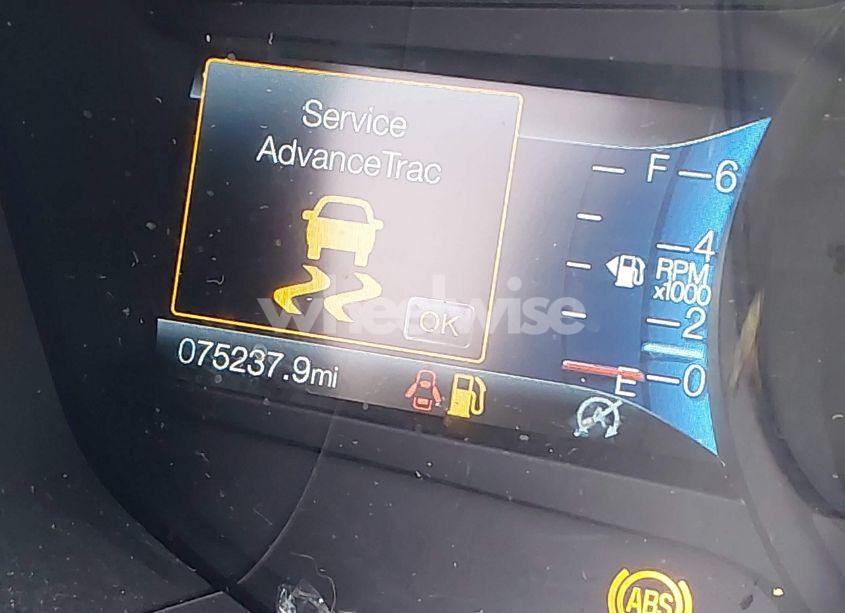 Service
AdvanceTrac
OK
wheelwise
075237.9mi
F
E
6
4
RPM
x1000
2
0
ABS